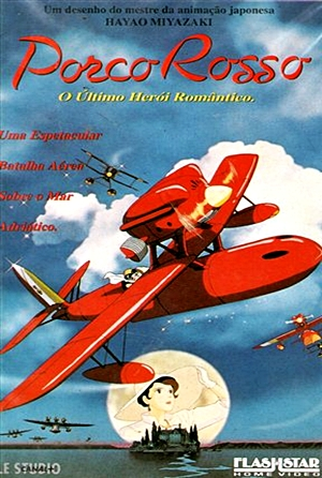 Um desenho do mestre da animação japonesa
HAYAO MIYAZAKI
Porco Rosso
O Último Herói Romântico.
Uma Espetacular
Batalha Aérea
Sobre o Mar
Adriático.
LE STUDIO
FLASHSTAR
HOME VIDEO